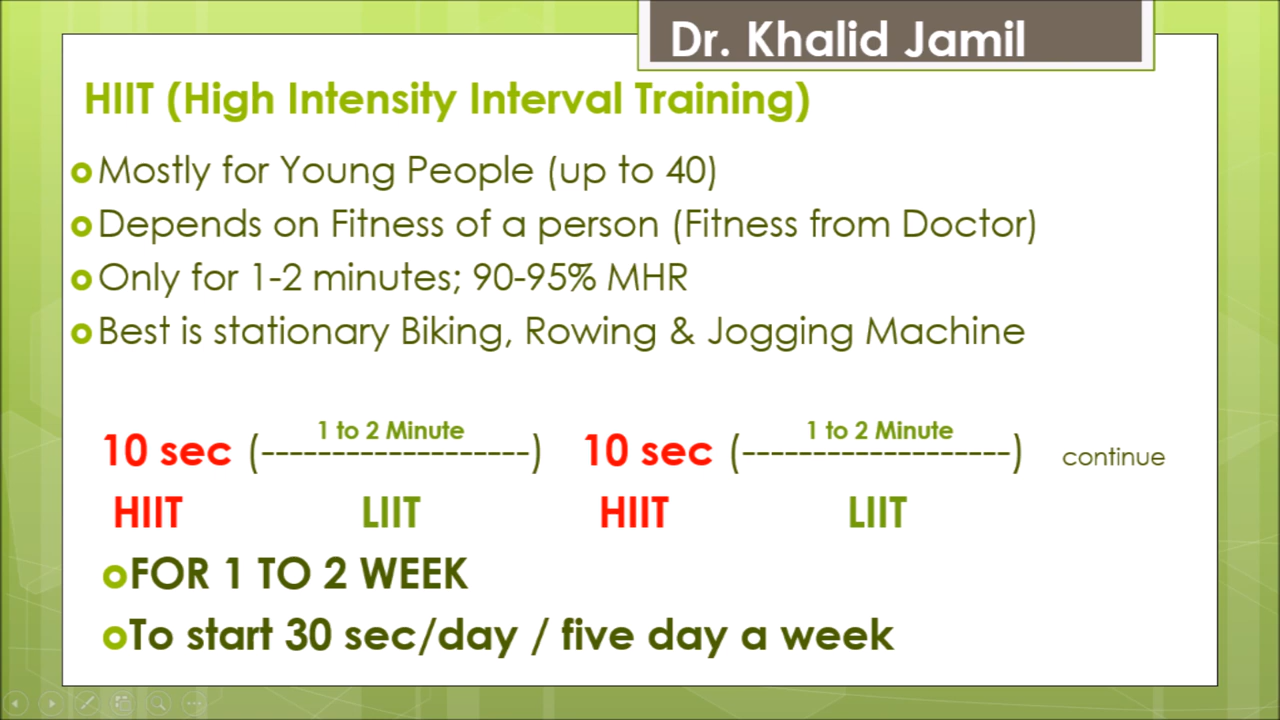 Dr. Khalid Jamil
HIIT (High Intensity Interval Training)
Mostly for Young People (up to 40)
Depends on Fitness of a person (Fitness from Doctor)
Only for 1-2 minutes; 90-95% MHR
Best is stationary Biking, Rowing & Jogging Machine
1 to 2 Minute 1 to 2 Minute
10 sec (-------------------) 10 sec (-------------------) continue
HIIT LIIT HIIT LIIT
FOR 1 TO 2 WEEK
To start 30 sec/day / five day a week